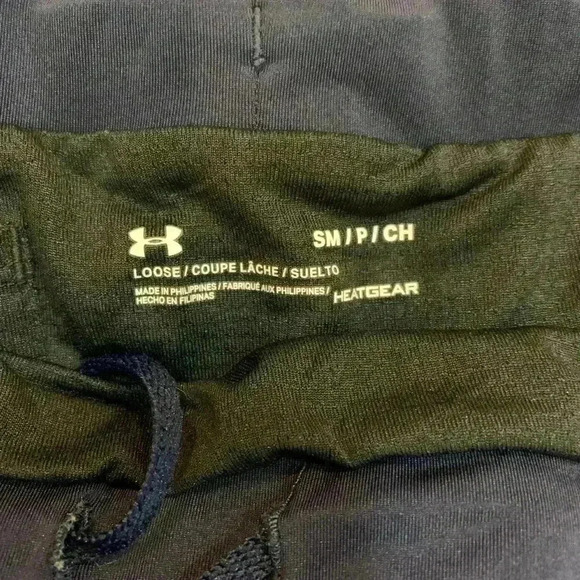 SM / P / CH
LOOSE / COUPE LÂCHE / SUELTO
MADE IN PHILIPPINES / FABRIQUÉ AUX PHILIPPINES /
HECHO EN FILIPINAS
HEATGEAR